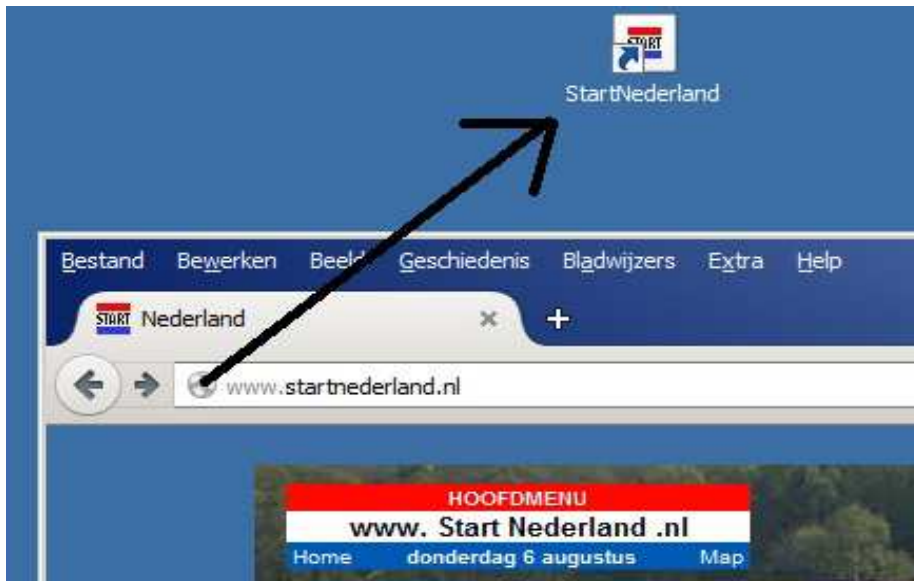 START
StartNederland
Bestand Bewerken Beeld Geschiedenis Bladwijzers Extra Help
START Nederland
www.startnederland.nl
HOOFDMENU
www. Start Nederland .nl
Home donderdag 6 augustus Map